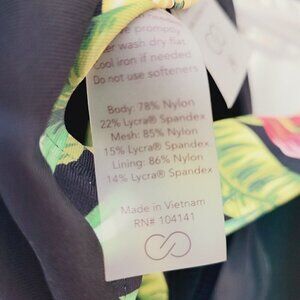 e promptly
er wash dry flat
Cool iron if needed
Do not use softeners
Body: 78% Nylon
22% Lycra® Spandex
Mesh: 85% Nylon
15% Lycra® Spandex
Lining: 86% Nylon
14% Lycra® Spandex
Made in Vietnam
RN# 104141